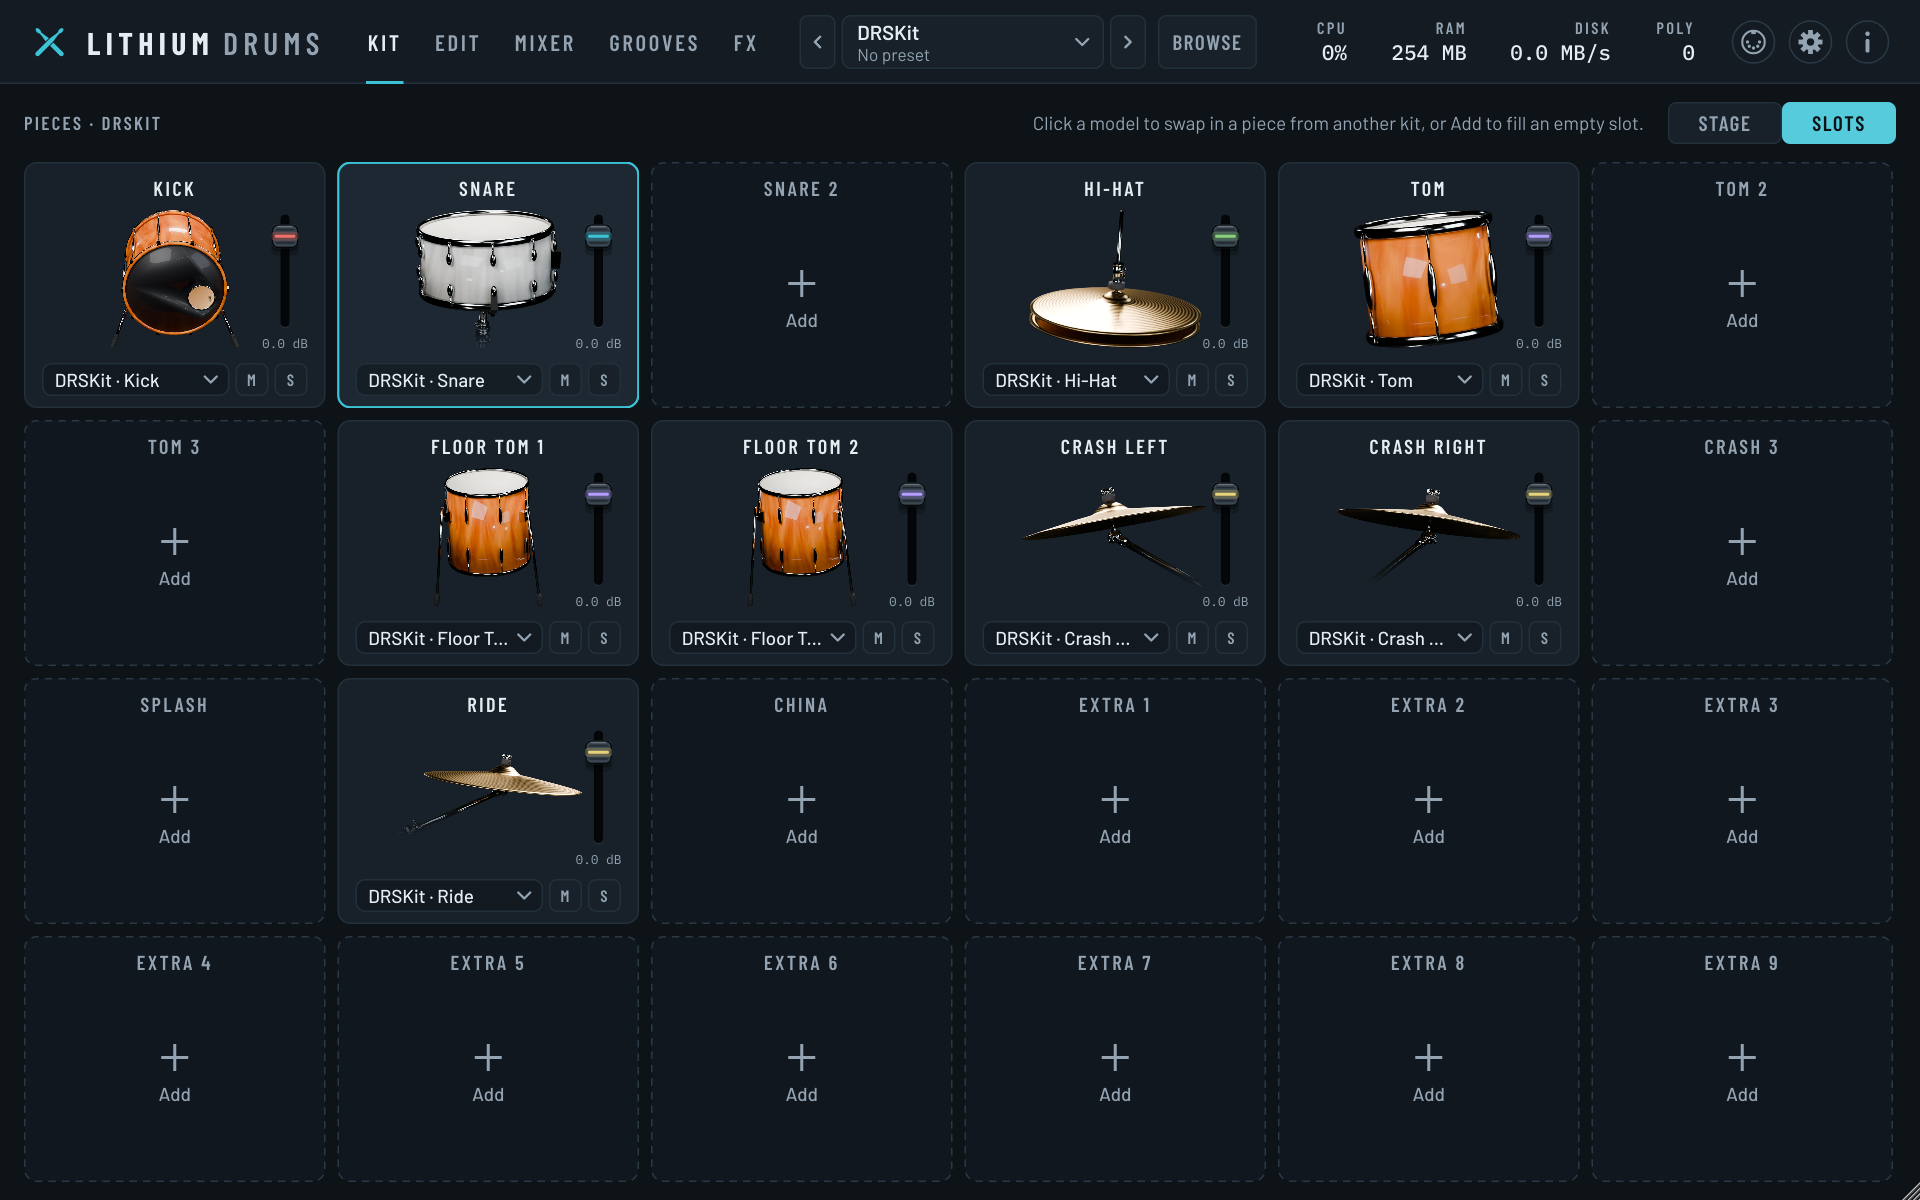 LITHIUM DRUMS
KIT
EDIT
MIXER
GROOVES
FX
DRSKit
No preset
BROWSE
CPU
0%
RAM
254 MB
DISK
0.0 MB/s
POLY
0
PIECES · DRSKIT
Click a model to swap in a piece from another kit, or Add to fill an empty slot.
STAGE
SLOTS
KICK
0.0 dB
DRSKit · Kick
M
S
SNARE
0.0 dB
DRSKit · Snare
M
S
SNARE 2
Add
HI-HAT
0.0 dB
DRSKit · Hi-Hat
M
S
TOM
0.0 dB
DRSKit · Tom
M
S
TOM 2
Add
TOM 3
Add
FLOOR TOM 1
0.0 dB
DRSKit · Floor T...
M
S
FLOOR TOM 2
0.0 dB
DRSKit · Floor T...
M
S
CRASH LEFT
0.0 dB
DRSKit · Crash ...
M
S
CRASH RIGHT
0.0 dB
DRSKit · Crash ...
M
S
CRASH 3
Add
SPLASH
Add
RIDE
0.0 dB
DRSKit · Ride
M
S
CHINA
Add
EXTRA 1
Add
EXTRA 2
Add
EXTRA 3
Add
EXTRA 4
Add
EXTRA 5
Add
EXTRA 6
Add
EXTRA 7
Add
EXTRA 8
Add
EXTRA 9
Add